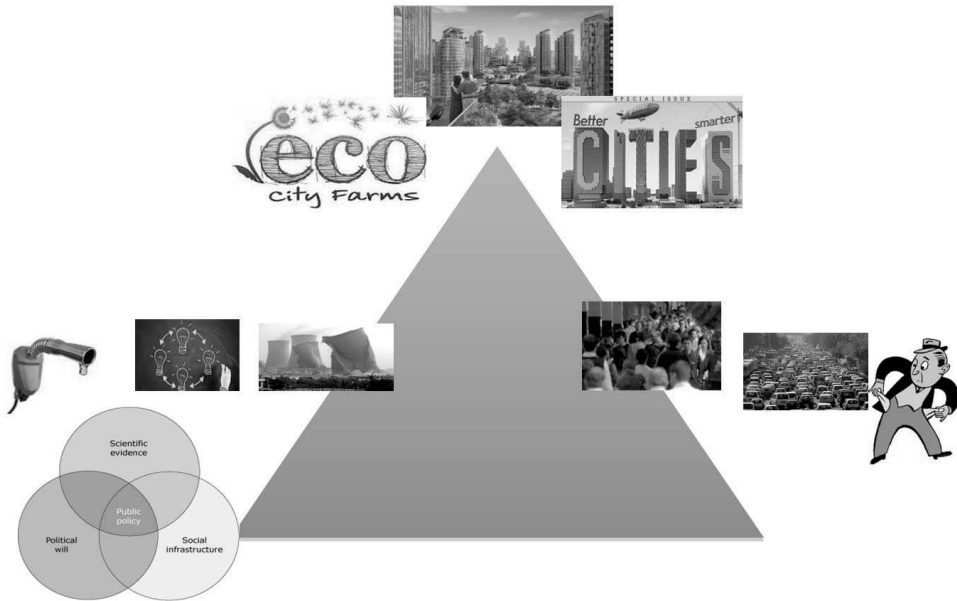 SPECIAL ISSUE
Better
smarter
CITIES
eco
city Farms
Scientific
evidence
Public
policy
Political
will
Social
infrastructure